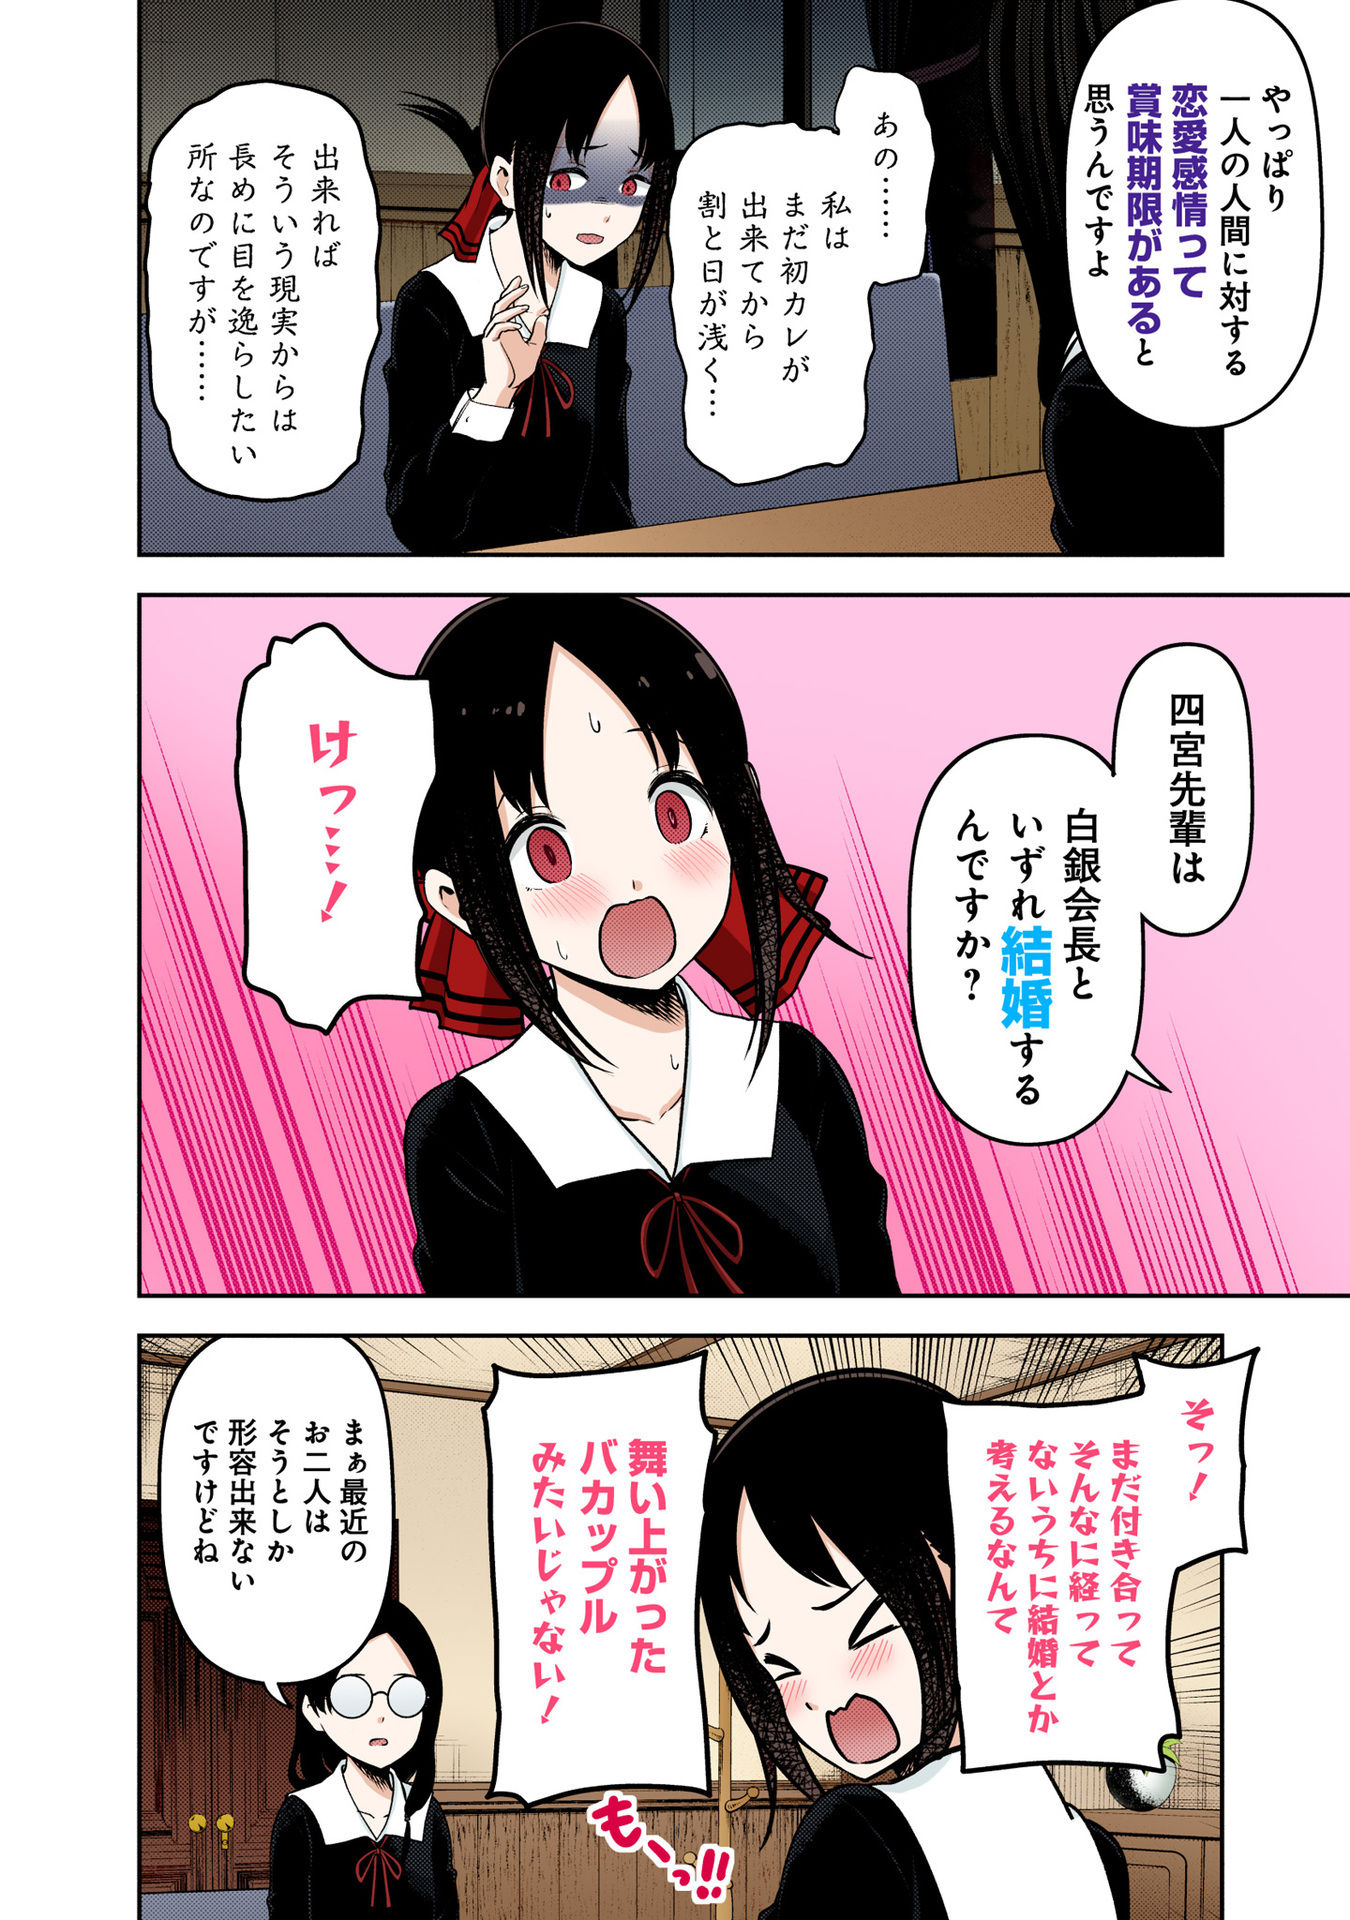 やっぱり
一人の人間に対する
恋愛感情って
賞味期限があると
思うんですよ
あの……
私は
まだ初カレが
出来てから
割と日が浅く…
出来れば
そういう現実からは
長めに目を逸らしたい
所なのですが……
四宮先輩は
白銀会長と
いずれ結婚する
んですか?
けっ…!
そっ!
まだ付き合って
そんなに経って
ないうちに結婚とか
考えるなんて
舞い上がった
バカップル
みたいじゃない!
もーっ!!
まぁ最近の
お二人は
そうとしか
形容出来ない
ですけどね